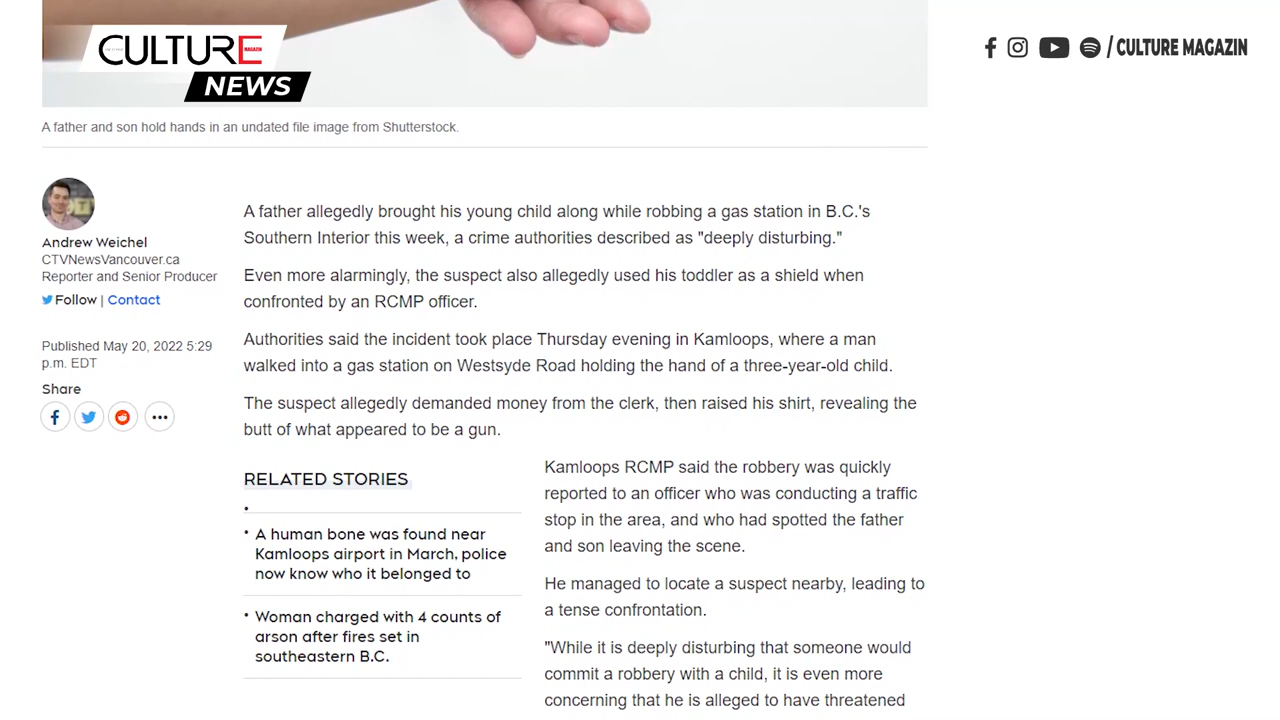 CULTURE
MAGAZIN
NEWS
/ CULTURE MAGAZIN
A father and son hold hands in an undated file image from Shutterstock.
Andrew Weichel
CTVNewsVancouver.ca
Reporter and Senior Producer
Follow | Contact
Published May 20, 2022 5:29
p.m. EDT
Share
A father allegedly brought his young child along while robbing a gas station in B.C.'s
Southern Interior this week, a crime authorities described as "deeply disturbing."
Even more alarmingly, the suspect also allegedly used his toddler as a shield when
confronted by an RCMP officer.
Authorities said the incident took place Thursday evening in Kamloops, where a man
walked into a gas station on Westsyde Road holding the hand of a three-year-old child.
The suspect allegedly demanded money from the clerk, then raised his shirt, revealing the
butt of what appeared to be a gun.
RELATED STORIES
A human bone was found near
Kamloops airport in March, police
now know who it belonged to
Woman charged with 4 counts of
arson after fires set in
southeastern B.C.
Kamloops RCMP said the robbery was quickly
reported to an officer who was conducting a traffic
stop in the area, and who had spotted the father
and son leaving the scene.
He managed to locate a suspect nearby, leading to
a tense confrontation.
"While it is deeply disturbing that someone would
commit a robbery with a child, it is even more
concerning that he is alleged to have threatened